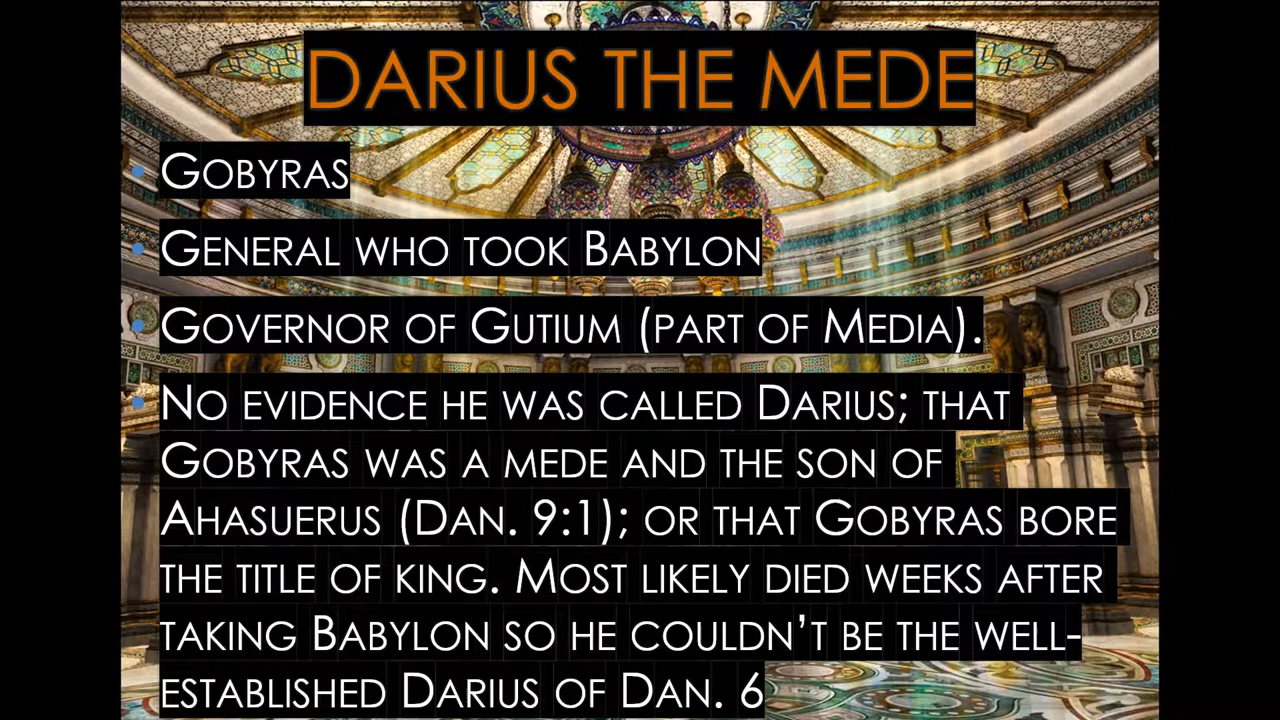 DARIUS THE MEDE
• GOBYRAS
• GENERAL WHO TOOK BABYLON
• GOVERNOR OF GUTIUM (PART OF MEDIA).
• NO EVIDENCE HE WAS CALLED DARIUS; THAT
GOBYRAS WAS A MEDE AND THE SON OF
AHASUERUS (DAN. 9:1); OR THAT GOBYRAS BORE
THE TITLE OF KING. MOST LIKELY DIED WEEKS AFTER
TAKING BABYLON SO HE COULDN'T BE THE WELL-
ESTABLISHED DARIUS OF DAN. 6